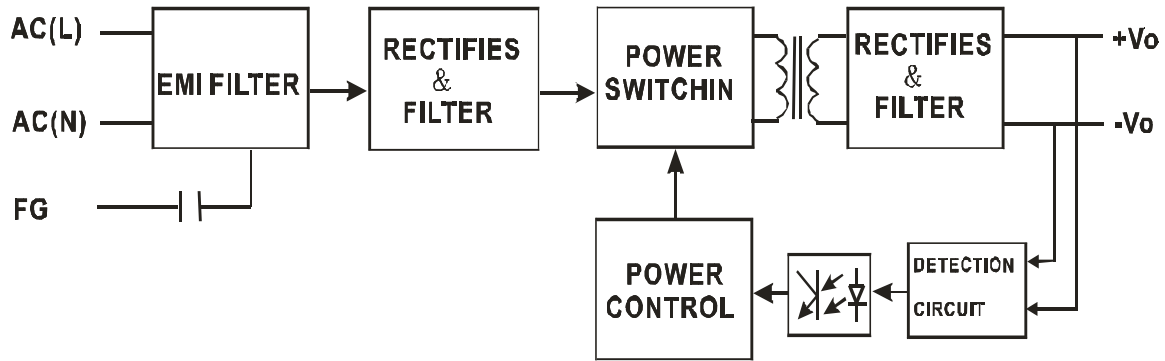 AC(L)
AC(N)
FG
EMI FILTER
RECTIFIES
&
FILTER
POWER
SWITCHIN
RECTIFIES
&
FILTER
+Vo
-Vo
POWER
CONTROL
DETECTION
CIRCUIT